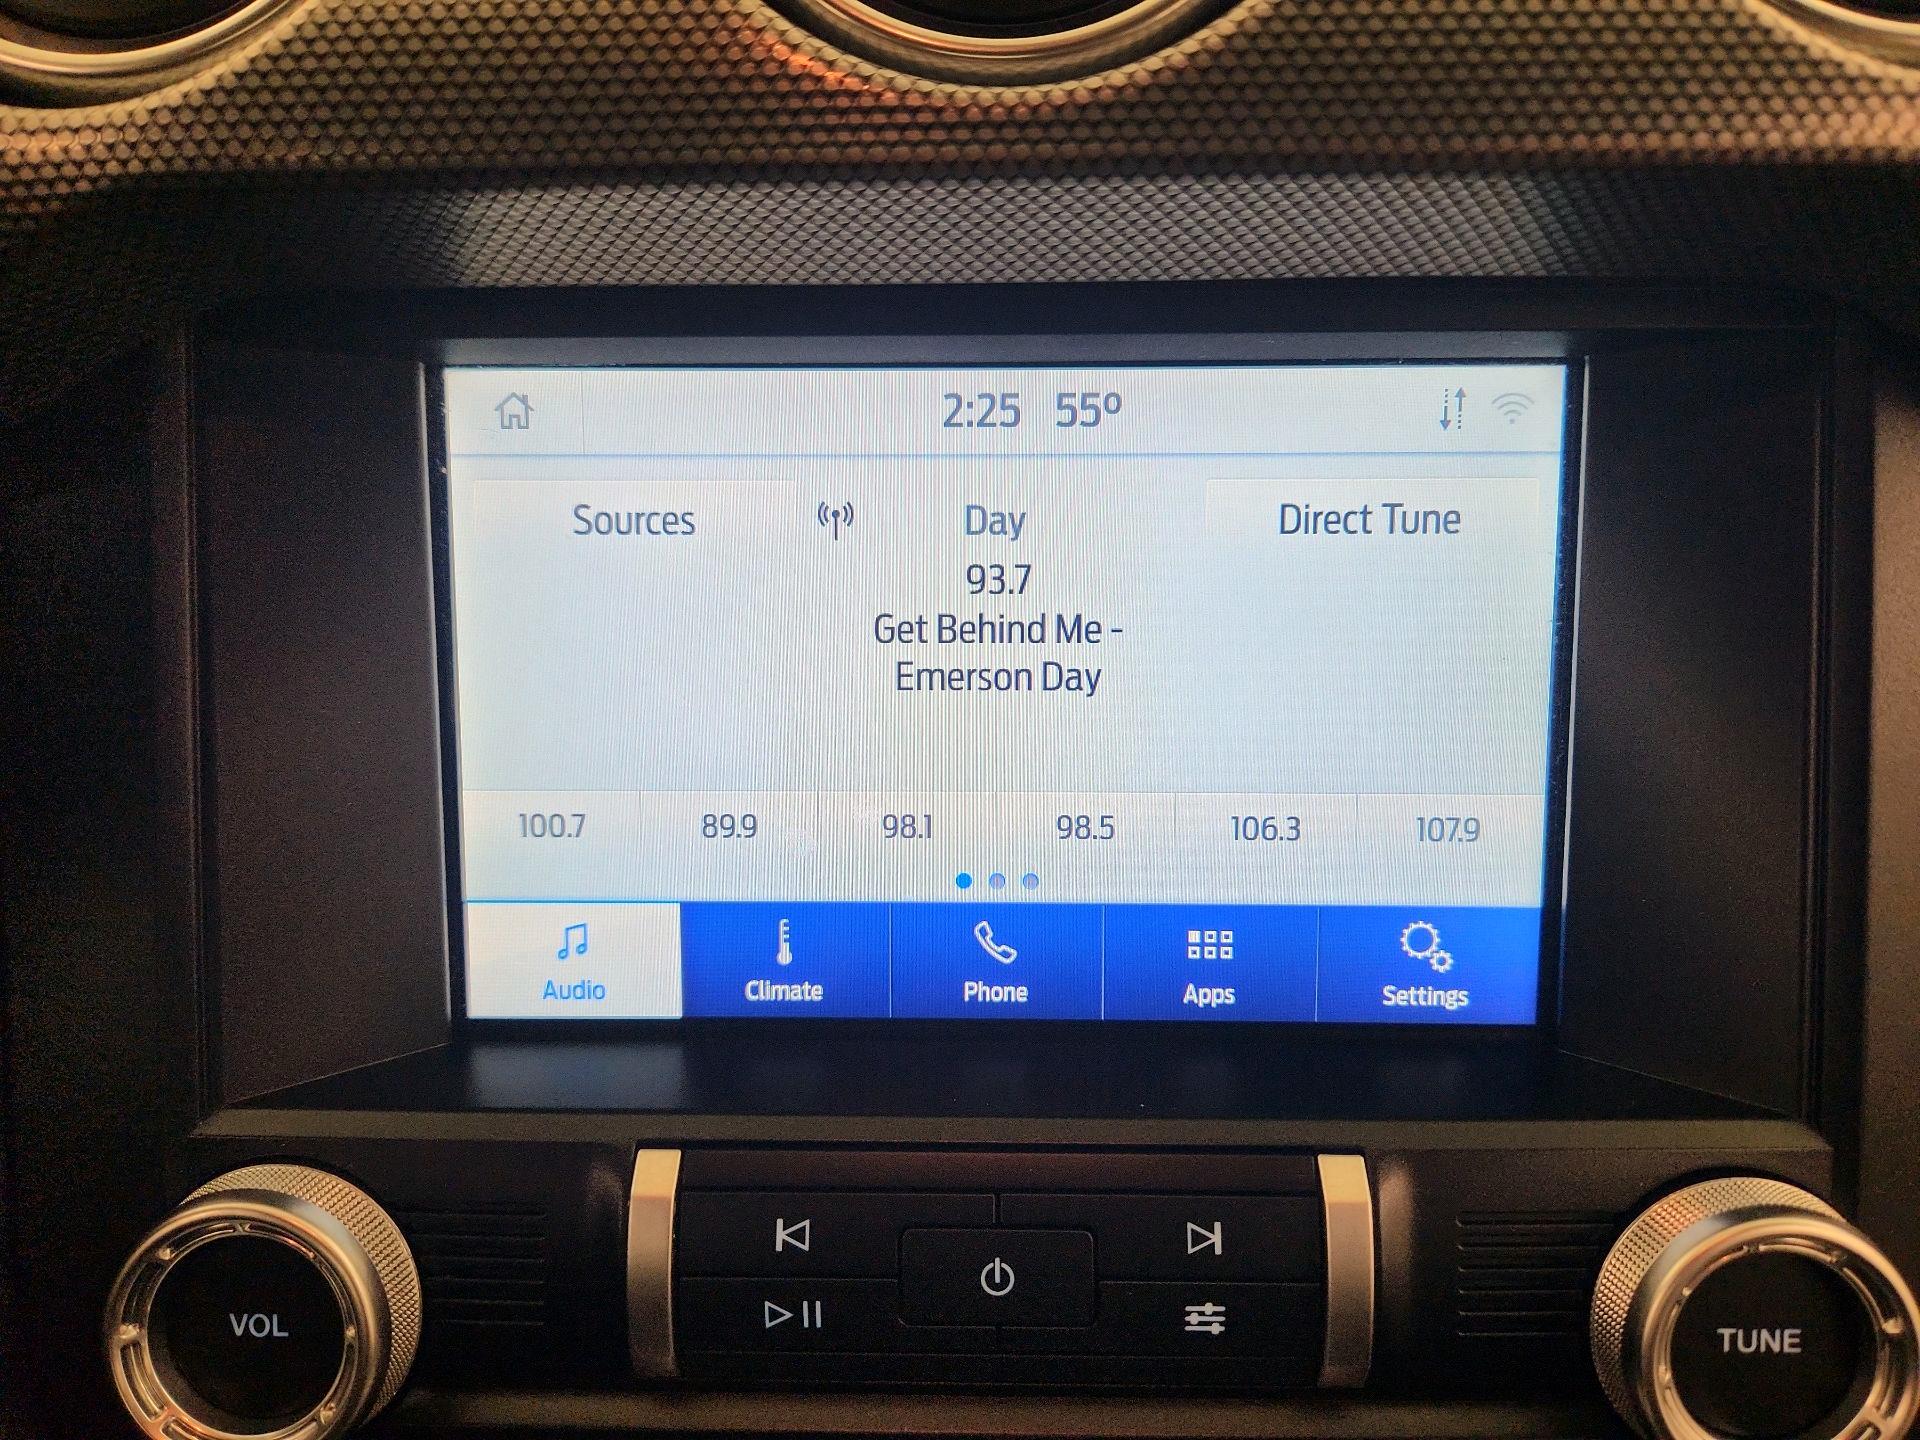 2:25 55º
Sources Day Direct Tune
93.7
Get Behind Me -
Emerson Day
100.7 89.9 98.1 98.5 106.3 107.9
Audio Climate Phone Apps Settings
VOL TUNE